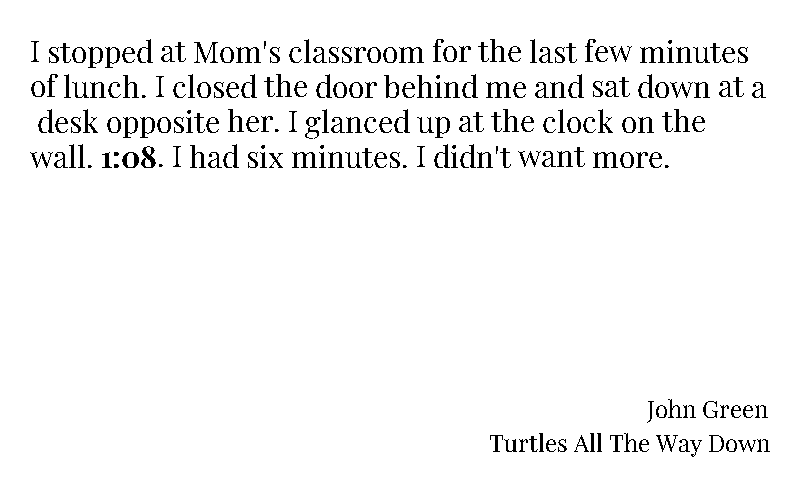 I stopped at Mom's classroom for the last few minutes
of lunch. I closed the door behind me and sat down at a
desk opposite her. I glanced up at the clock on the
wall. 1:08. I had six minutes. I didn't want more.
John Green
Turtles All The Way Down